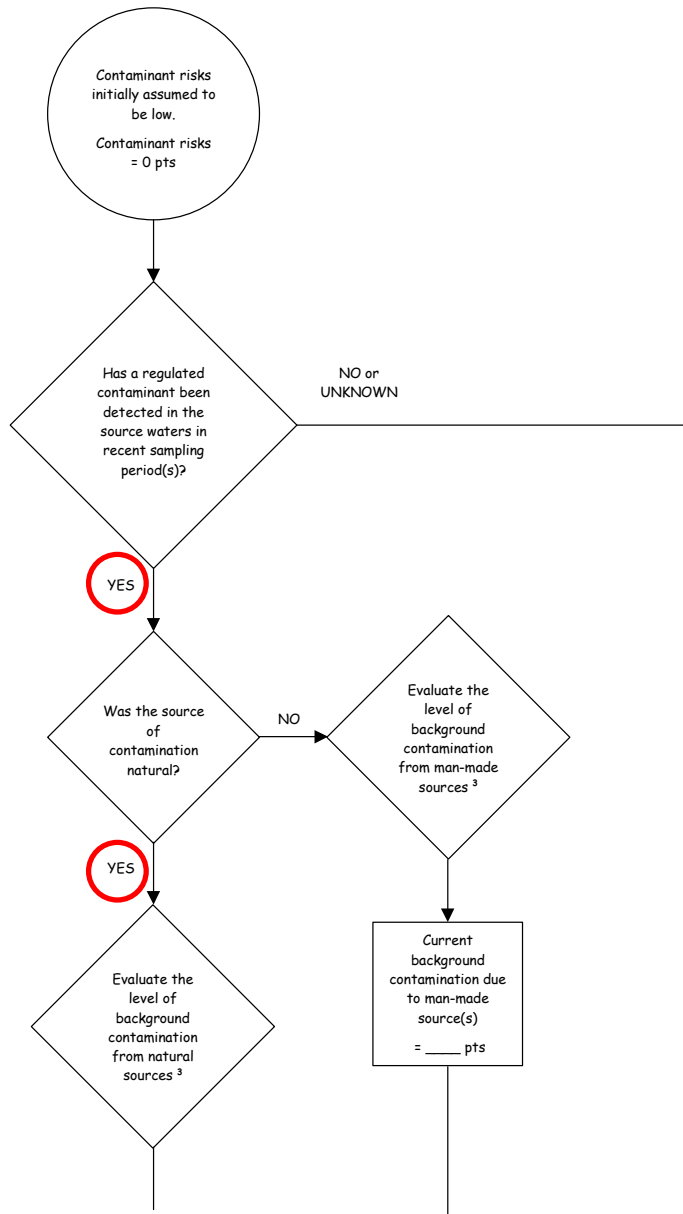 Contaminant risks
initially assumed to
be low.
Contaminant risks
= 0 pts
Has a regulated
contaminant been
detected in the
source waters in
recent sampling
period(s)?
NO or
UNKNOWN
YES
Was the source
of
contamination
natural?
NO
Evaluate the
level of
background
contamination
from man-made
sources ³
YES
Evaluate the
level of
background
contamination
from natural
sources ³
Current
background
contamination due
to man-made
source(s)
= ____ pts